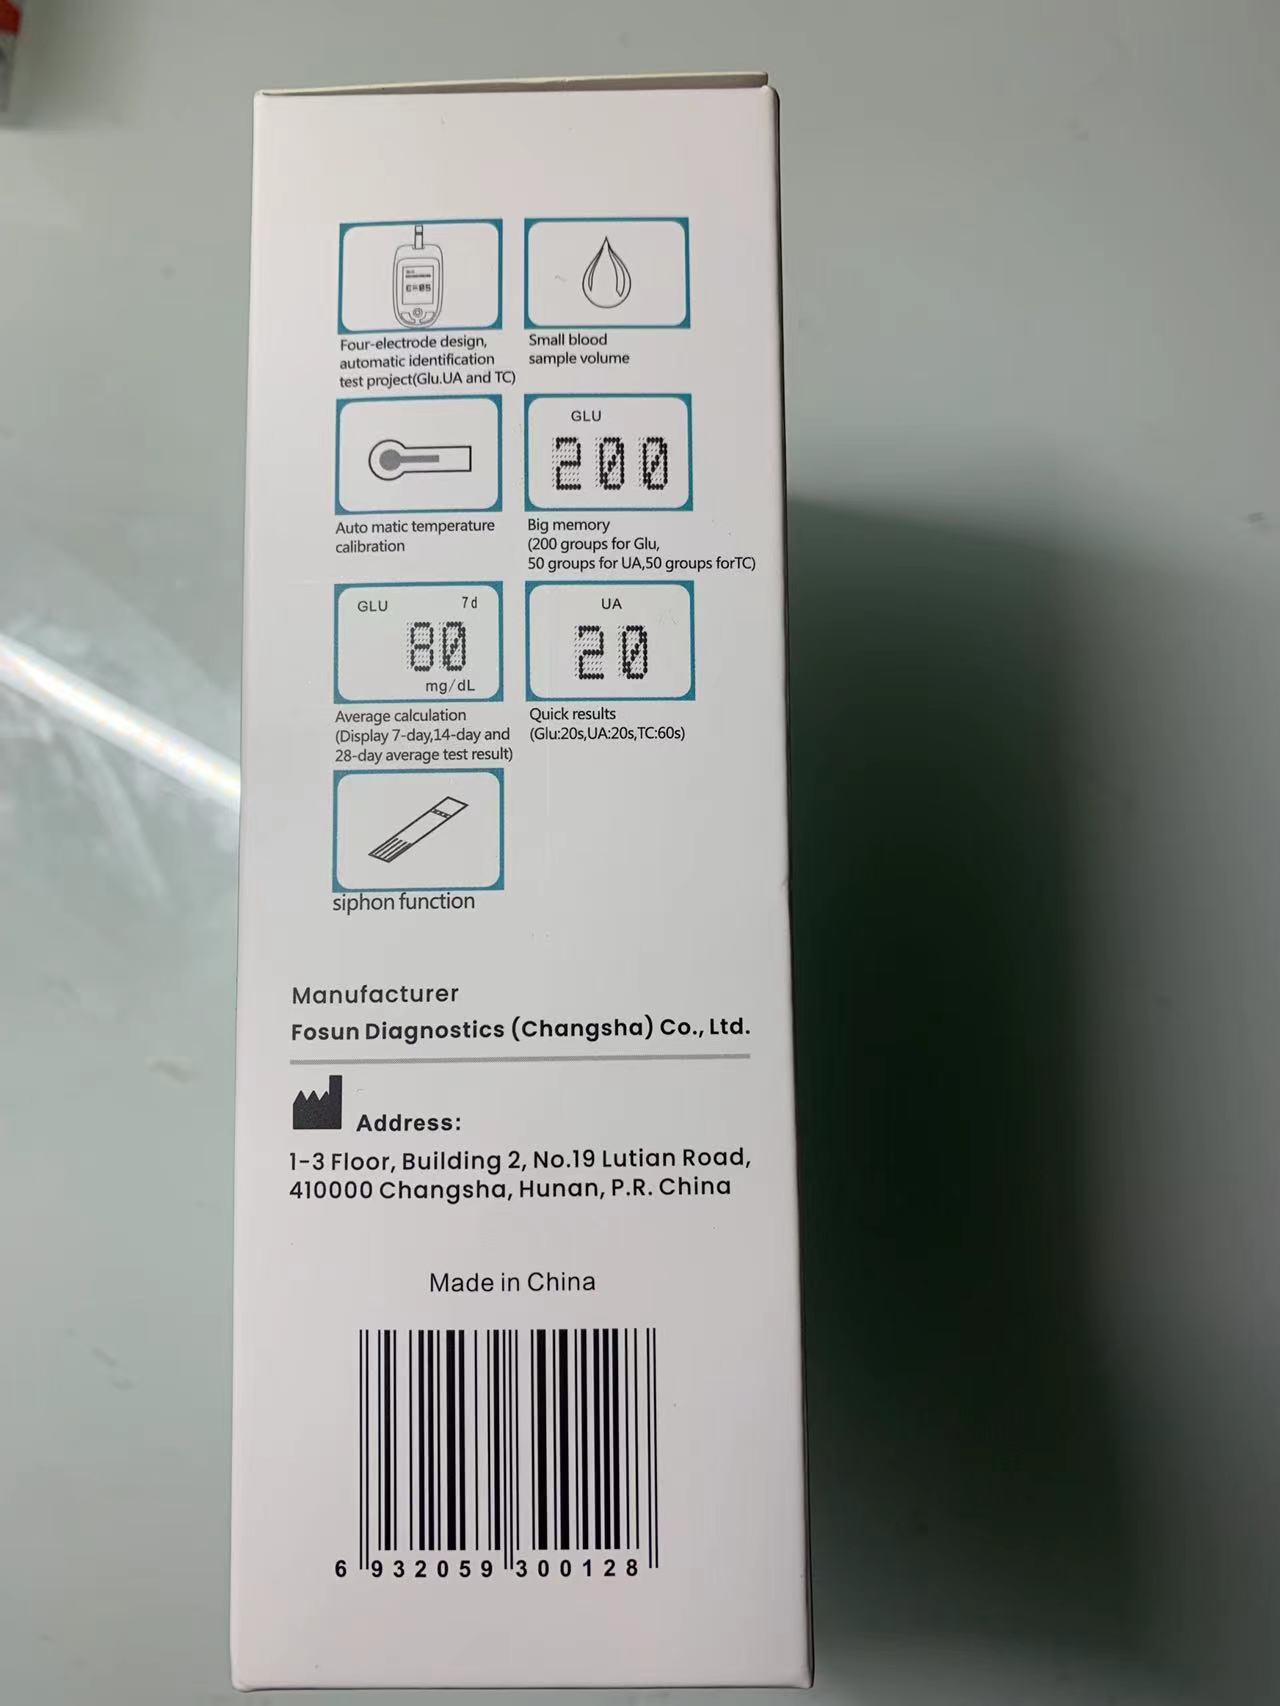 C=05
Four-electrode design,
automatic identification
test project(Glu.UA and TC)
Small blood
sample volume
GLU
200
Auto matic temperature
calibration
Big memory
(200 groups for Glu,
50 groups for UA,50 groups forTC)
GLU 7d
80
mg/dL
UA
20
Average calculation
(Display 7-day,14-day and
28-day average test result)
Quick results
(Glu:20s,UA:20s,TC:60s)
siphon function
Manufacturer
Fosun Diagnostics (Changsha) Co., Ltd.
Address:
1-3 Floor, Building 2, No.19 Lutian Road,
410000 Changsha, Hunan, P.R. China
Made in China
6 932059 300128